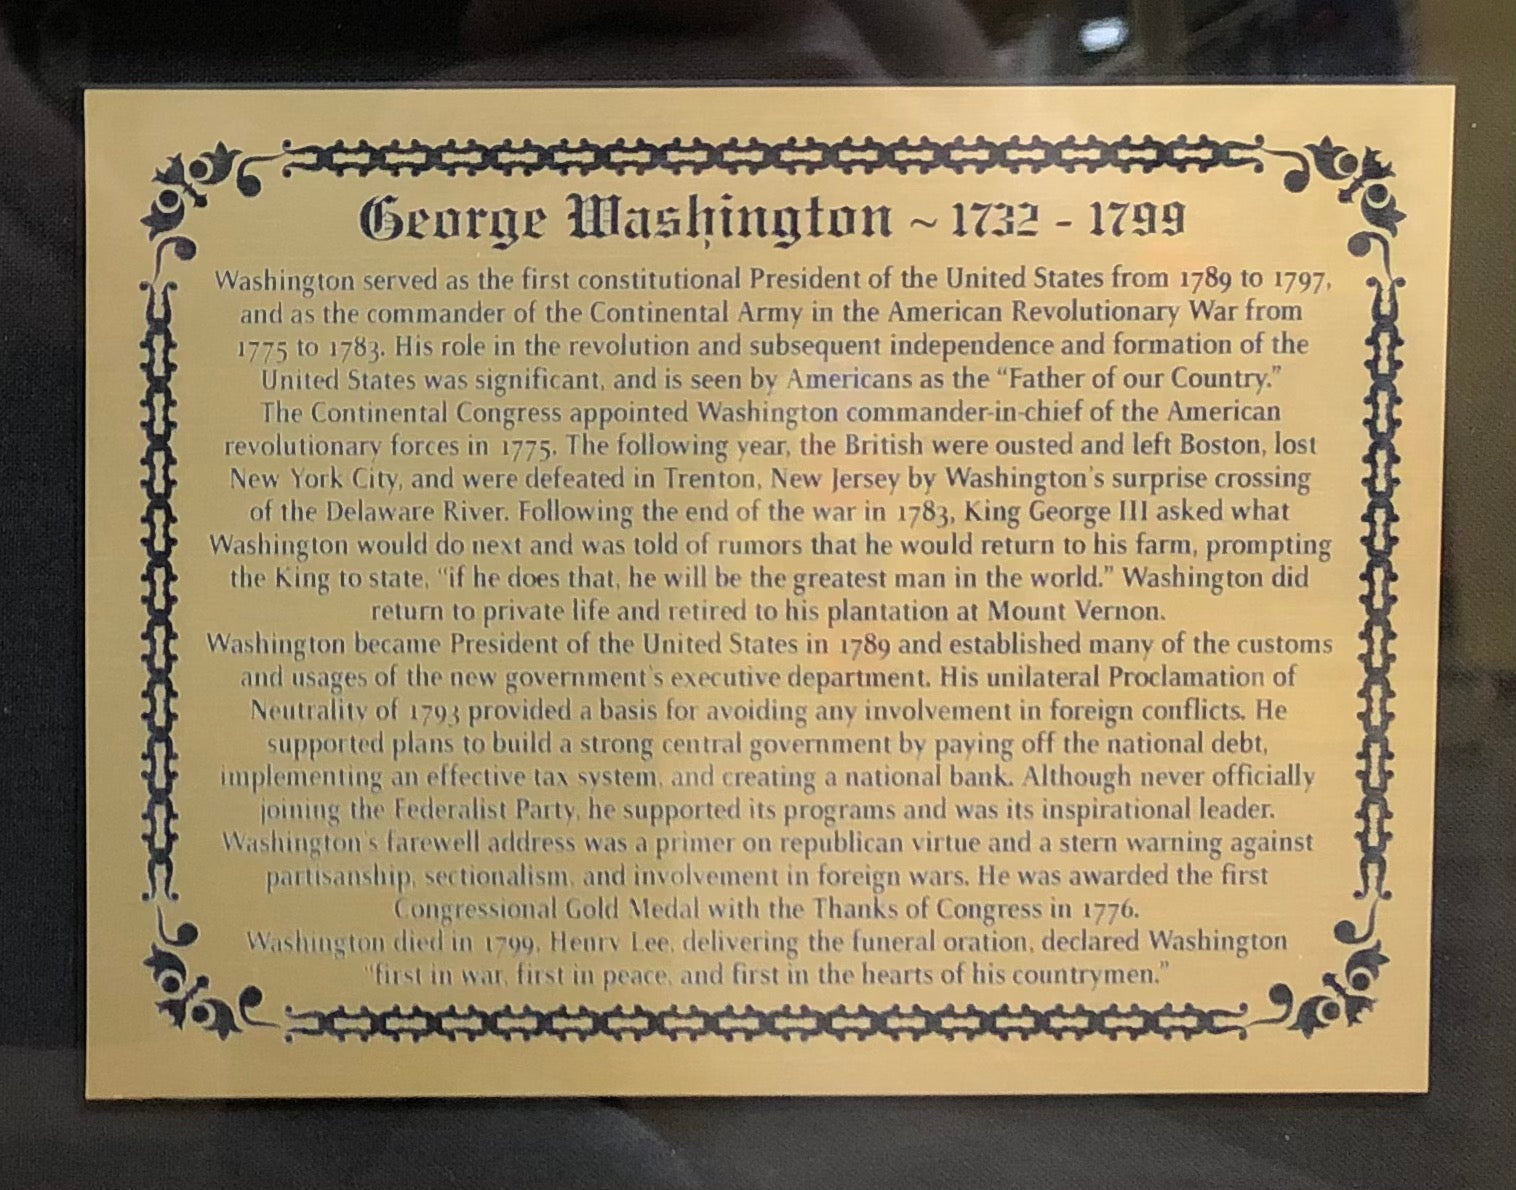 George Washington ~ 1732 - 1799
Washington served as the first constitutional President of the United States from 1789 to 1797,
and as the commander of the Continental Army in the American Revolutionary War from
1775 to 1783. His role in the revolution and subsequent independence and formation of the
United States was significant, and is seen by Americans as the “Father of our Country.”
The Continental Congress appointed Washington commander-in-chief of the American
revolutionary forces in 1775. The following year, the British were ousted and left Boston, lost
New York City, and were defeated in Trenton, New Jersey by Washington's surprise crossing
of the Delaware River. Following the end of the war in 1783, King George III asked what
Washington would do next and was told of rumors that he would return to his farm, prompting
the King to state, “if he does that, he will be the greatest man in the world.” Washington did
return to private life and retired to his plantation at Mount Vernon.
Washington became President of the United States in 1789 and established many of the customs
and usages of the new government's executive department. His unilateral Proclamation of
Neutrality of 1793 provided a basis for avoiding any involvement in foreign conflicts. He
supported plans to build a strong central government by paying off the national debt,
implementing an effective tax system, and creating a national bank. Although never officially
joining the Federalist Party, he supported its programs and was its inspirational leader.
Washington's farewell address was a primer on republican virtue and a stern warning against
partisanship, sectionalism, and involvement in foreign wars. He was awarded the first
Congressional Gold Medal with the Thanks of Congress in 1776.
Washington died in 1799, Henry Lee, delivering the funeral oration, declared Washington
“first in war, first in peace, and first in the hearts of his countrymen.”